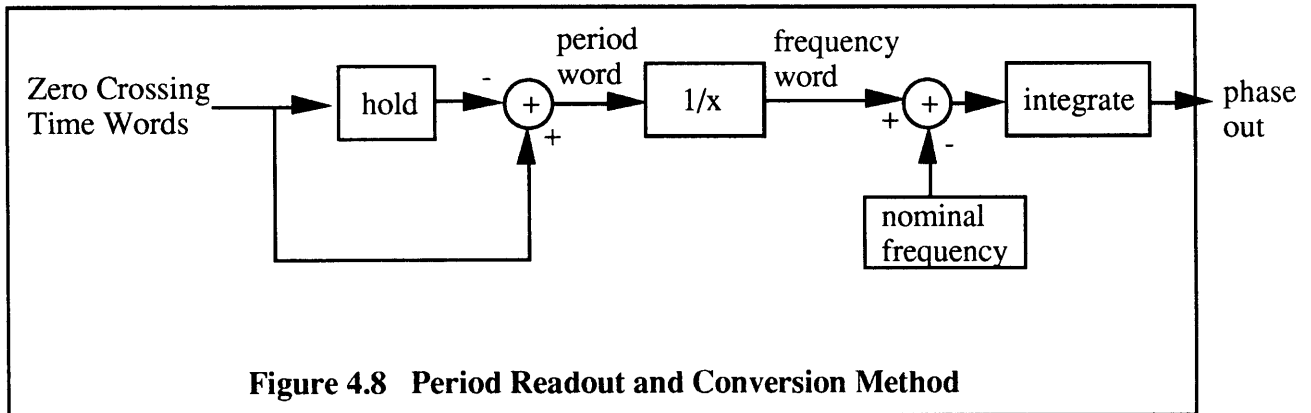 Zero Crossing
Time Words
hold
-
+
+
period
word
1/x
frequency
word
+
+
-
nominal
frequency
integrate
phase
out
Figure 4.8 Period Readout and Conversion Method